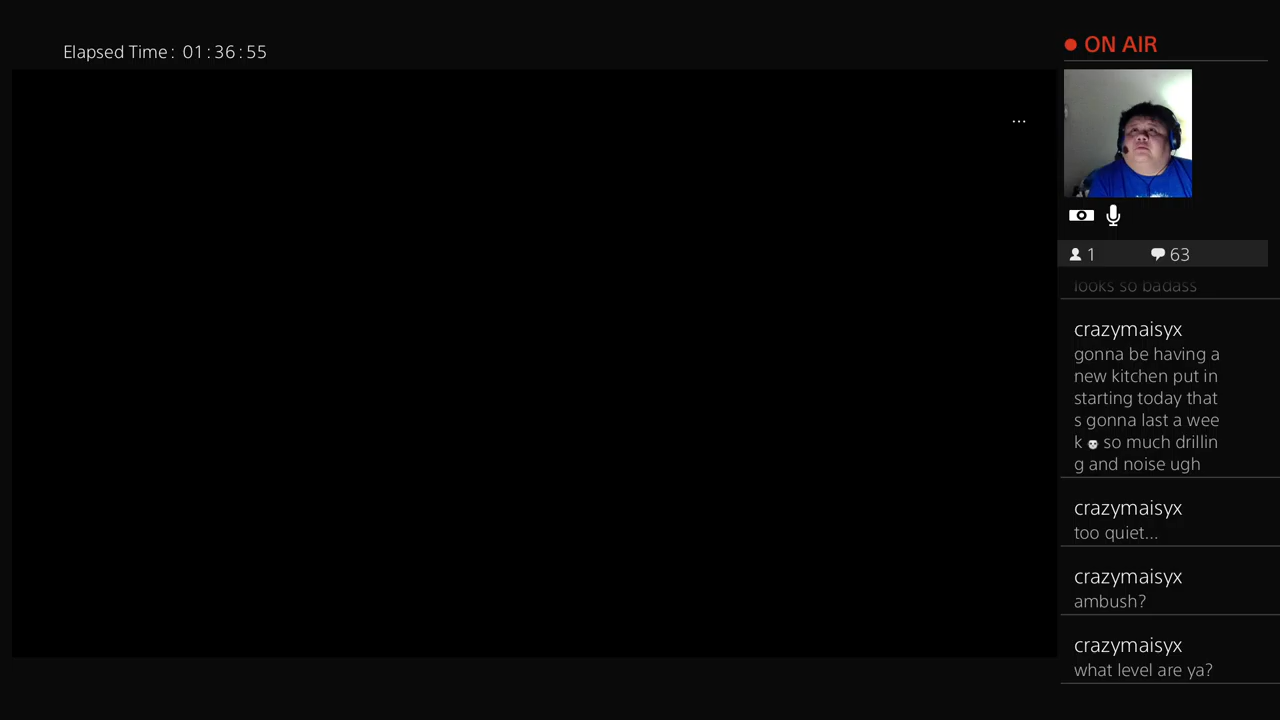 Elapsed Time: 01:36:55
ON AIR
...
1 63
looks so badass
crazymaisyx
gonna be having a
new kitchen put in
starting today that
s gonna last a wee
k 💀 so much drillin
g and noise ugh
crazymaisyx
too quiet...
crazymaisyx
ambush?
crazymaisyx
what level are ya?